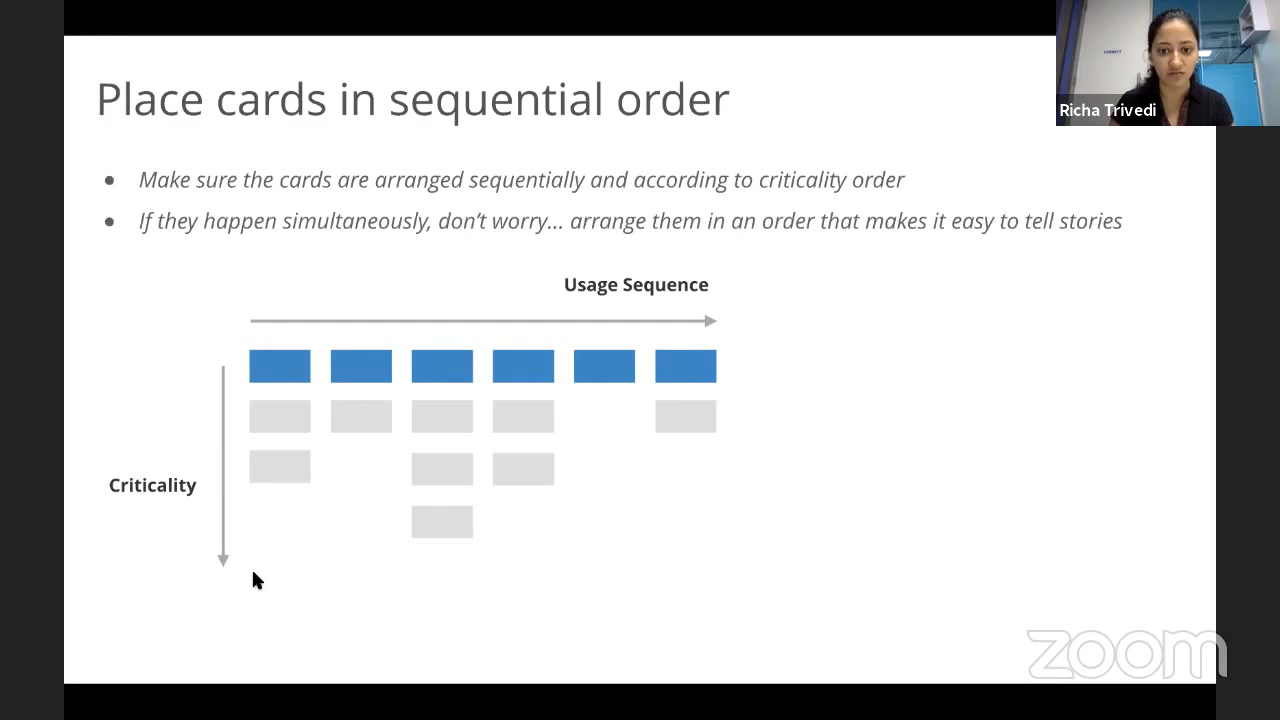 Place cards in sequential order
Richa Trivedi
● Make sure the cards are arranged sequentially and according to criticality order
● If they happen simultaneously, don't worry... arrange them in an order that makes it easy to tell stories
Usage Sequence
Criticality
zoom